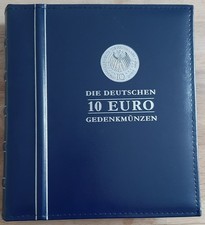 DIE DEUTSCHEN
10 EURO
GEDENKMÜNZEN